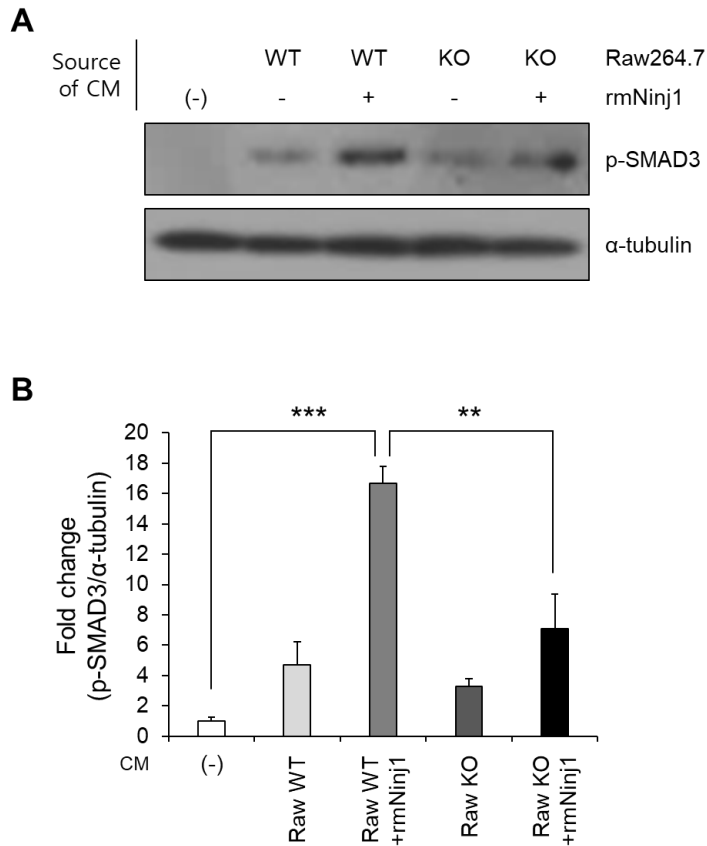 A
Source of CM
WT WT KO KO Raw264.7
(-) - + - + rmNinj1
p-SMAD3
α-tubulin
B
*** **
Fold change
(p-SMAD3/α-tubulin)
20
18
16
14
12
10
8
6
4
2
0
CM (-)
Raw WT
Raw WT
+rmNinj1
Raw KO
Raw KO
+rmNinj1